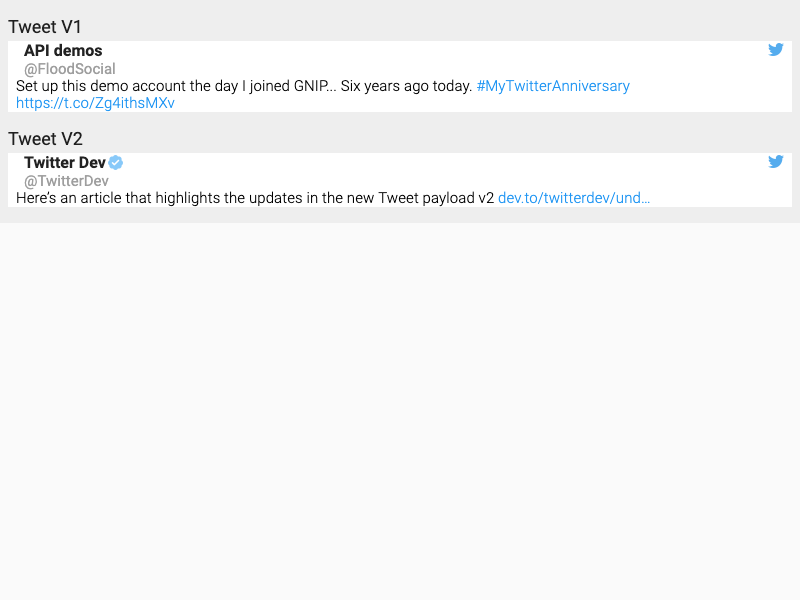 Tweet V1
API demos
@FloodSocial
Set up this demo account the day I joined GNIP... Six years ago today. #MyTwitterAnniversary
https://t.co/Zg4ithsMXv
Tweet V2
Twitter Dev
@TwitterDev
Here’s an article that highlights the updates in the new Tweet payload v2 dev.to/twitterdev/und…